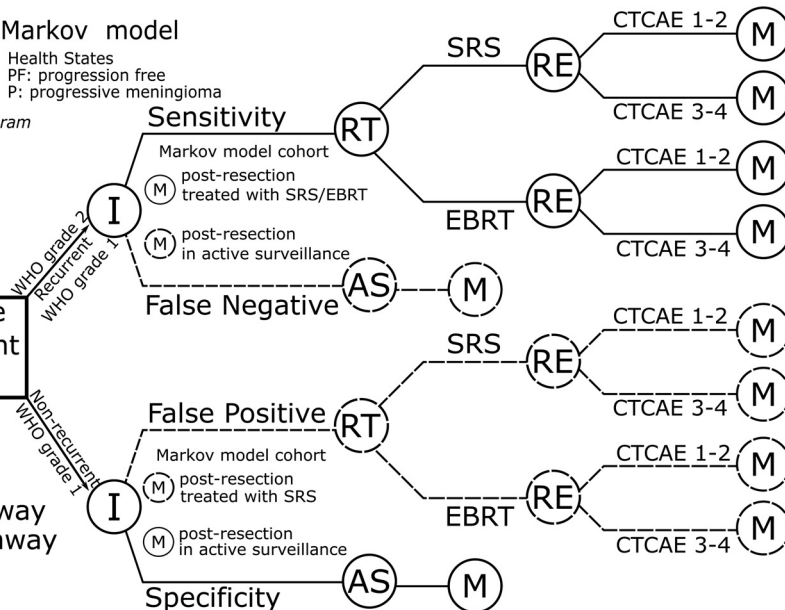 Markov model
Health States
PF: progression free
P: progressive meningioma
ram
Sensitivity
Markov model cohort
M post-resection
treated with SRS/EBRT
M post-resection
in active surveillance
False Negative
WHO grade 2
Recurrent
WHO grade 1
I
RT
SRS
RE
CTCAE 1-2
M
CTCAE 3-4
M
EBRT
RE
CTCAE 1-2
M
CTCAE 3-4
M
AS
M
e
nt
Non-recurrent
WHO grade 1
way
hway
I
False Positive
Markov model cohort
M post-resection
treated with SRS
M post-resection
in active surveillance
Specificity
RT
SRS
RE
CTCAE 1-2
M
CTCAE 3-4
M
EBRT
RE
CTCAE 1-2
M
CTCAE 3-4
M
AS
M